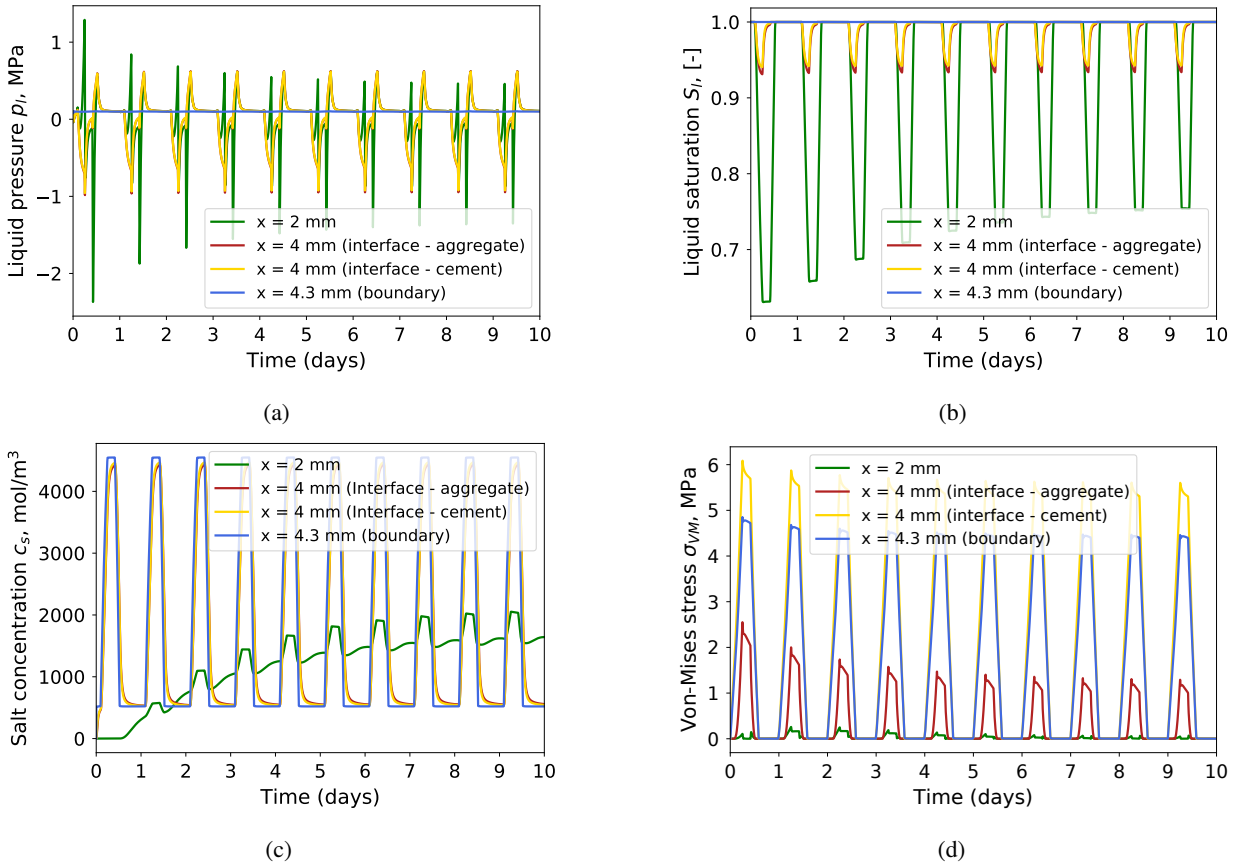 1
0
−1
−2
Liquid pressure p_l, MPa
x = 2 mm
x = 4 mm (interface - aggregate)
x = 4 mm (interface - cement)
x = 4.3 mm (boundary)
0 1 2 3 4 5 6 7 8 9 10
Time (days)
(a)
1.0
0.9
0.8
0.7
Liquid saturation S_l, [-]
x = 2 mm
x = 4 mm (interface - aggregate)
x = 4 mm (interface - cement)
x = 4.3 mm (boundary)
0 1 2 3 4 5 6 7 8 9 10
Time (days)
(b)
4000
3000
2000
1000
0
Salt concentration c_s, mol/m³
x = 2 mm
x = 4 mm (Interface - aggregate)
x = 4 mm (Interface - cement)
x = 4.3 mm (boundary)
0 1 2 3 4 5 6 7 8 9 10
Time (days)
(c)
6
5
4
3
2
1
0
Von-Mises stress σ_VM, MPa
x = 2 mm
x = 4 mm (interface - aggregate)
x = 4 mm (interface - cement)
x = 4.3 mm (boundary)
0 1 2 3 4 5 6 7 8 9 10
Time (days)
(d)